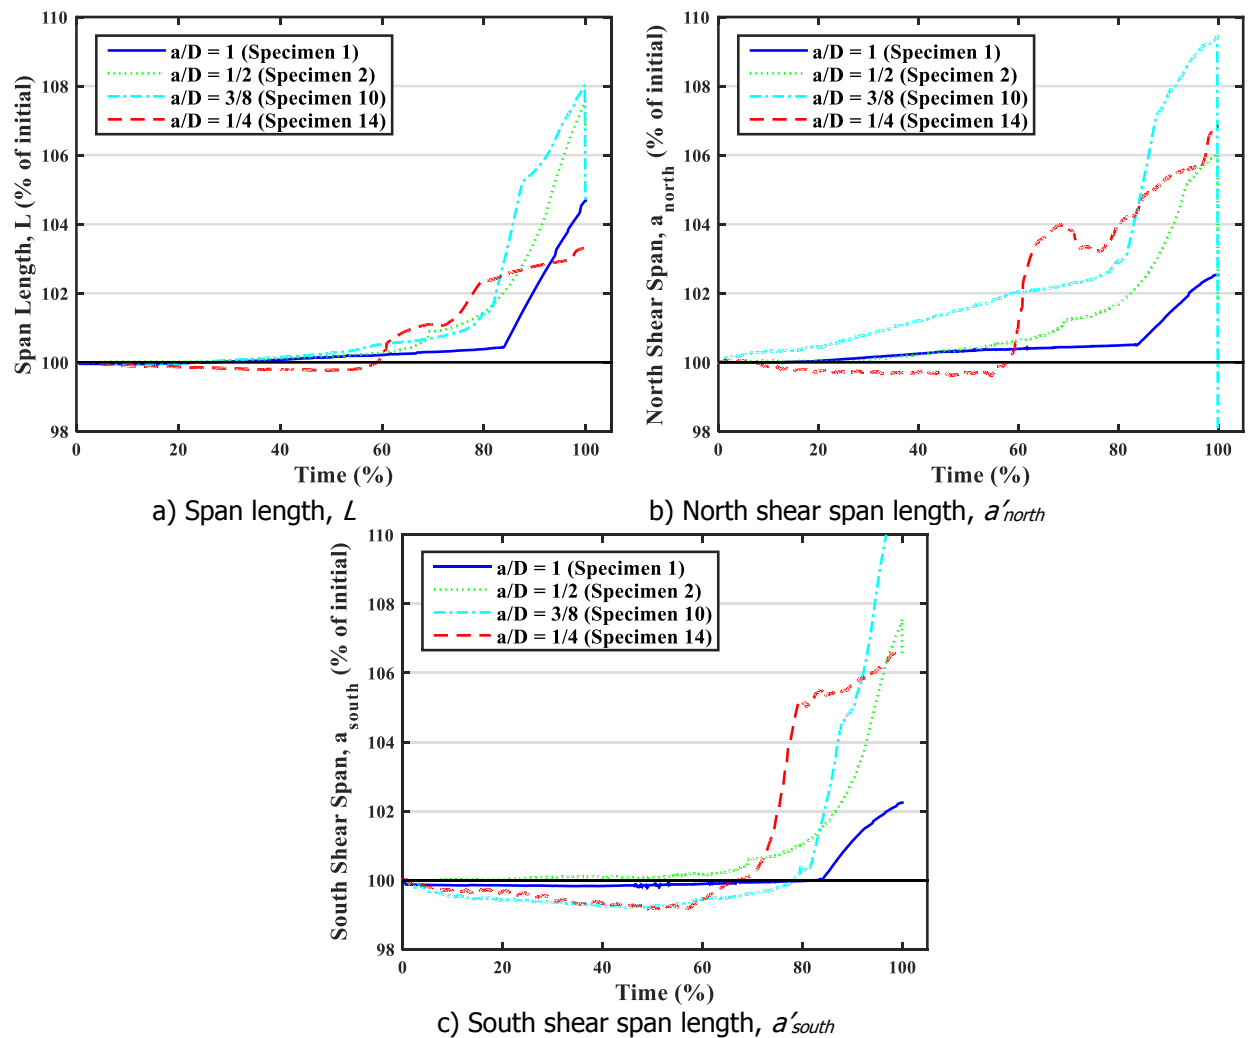 110
108
106
104
102
100
98
Span Length, L (% of initial)
a/D = 1 (Specimen 1)
a/D = 1/2 (Specimen 2)
a/D = 3/8 (Specimen 10)
a/D = 1/4 (Specimen 14)
0 20 40 60 80 100
Time (%)
a) Span length, L
110
108
106
104
102
100
98
North Shear Span, a north (% of initial)
a/D = 1 (Specimen 1)
a/D = 1/2 (Specimen 2)
a/D = 3/8 (Specimen 10)
a/D = 1/4 (Specimen 14)
0 20 40 60 80 100
Time (%)
b) North shear span length, a'north
110
108
106
104
102
100
98
South Shear Span, a south (% of initial)
a/D = 1 (Specimen 1)
a/D = 1/2 (Specimen 2)
a/D = 3/8 (Specimen 10)
a/D = 1/4 (Specimen 14)
0 20 40 60 80 100
Time (%)
c) South shear span length, a'south